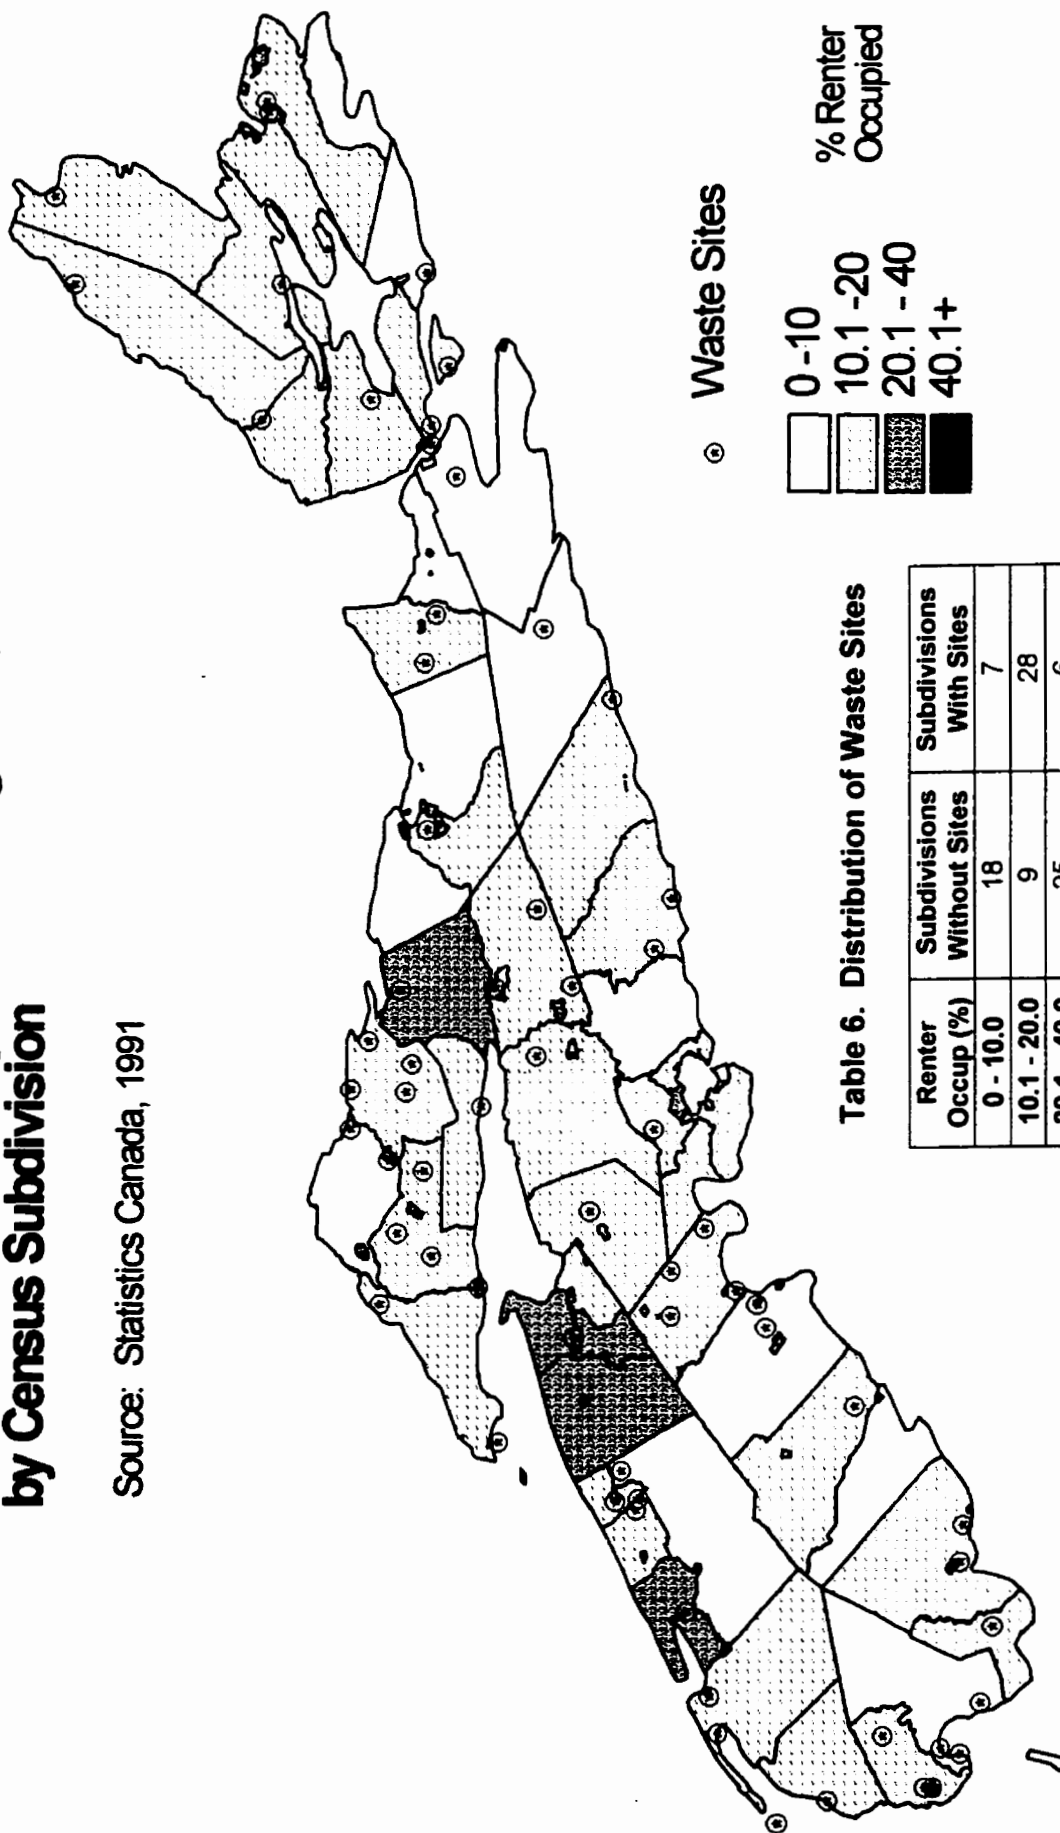 by Census Subdivision
Source: Statistics Canada, 1991
Waste Sites
% Renter
Occupied
0 -10
10.1 -20
20.1 - 40
40.1+
Table 6. Distribution of Waste Sites
Renter Occup (%) Subdivisions Without Sites Subdivisions With Sites
0 - 10.0 18 7
10.1 - 20.0 9 28